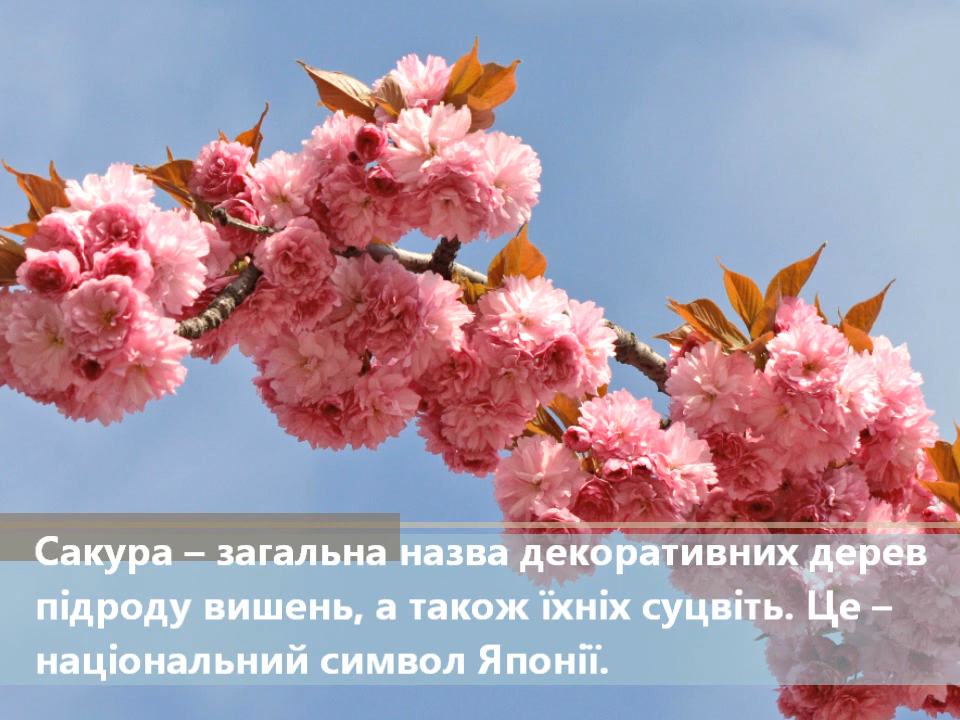 Сакура – загальна назва декоративних дерев
підроду вишень, а також їхніх суцвіть. Це –
національний символ Японії.